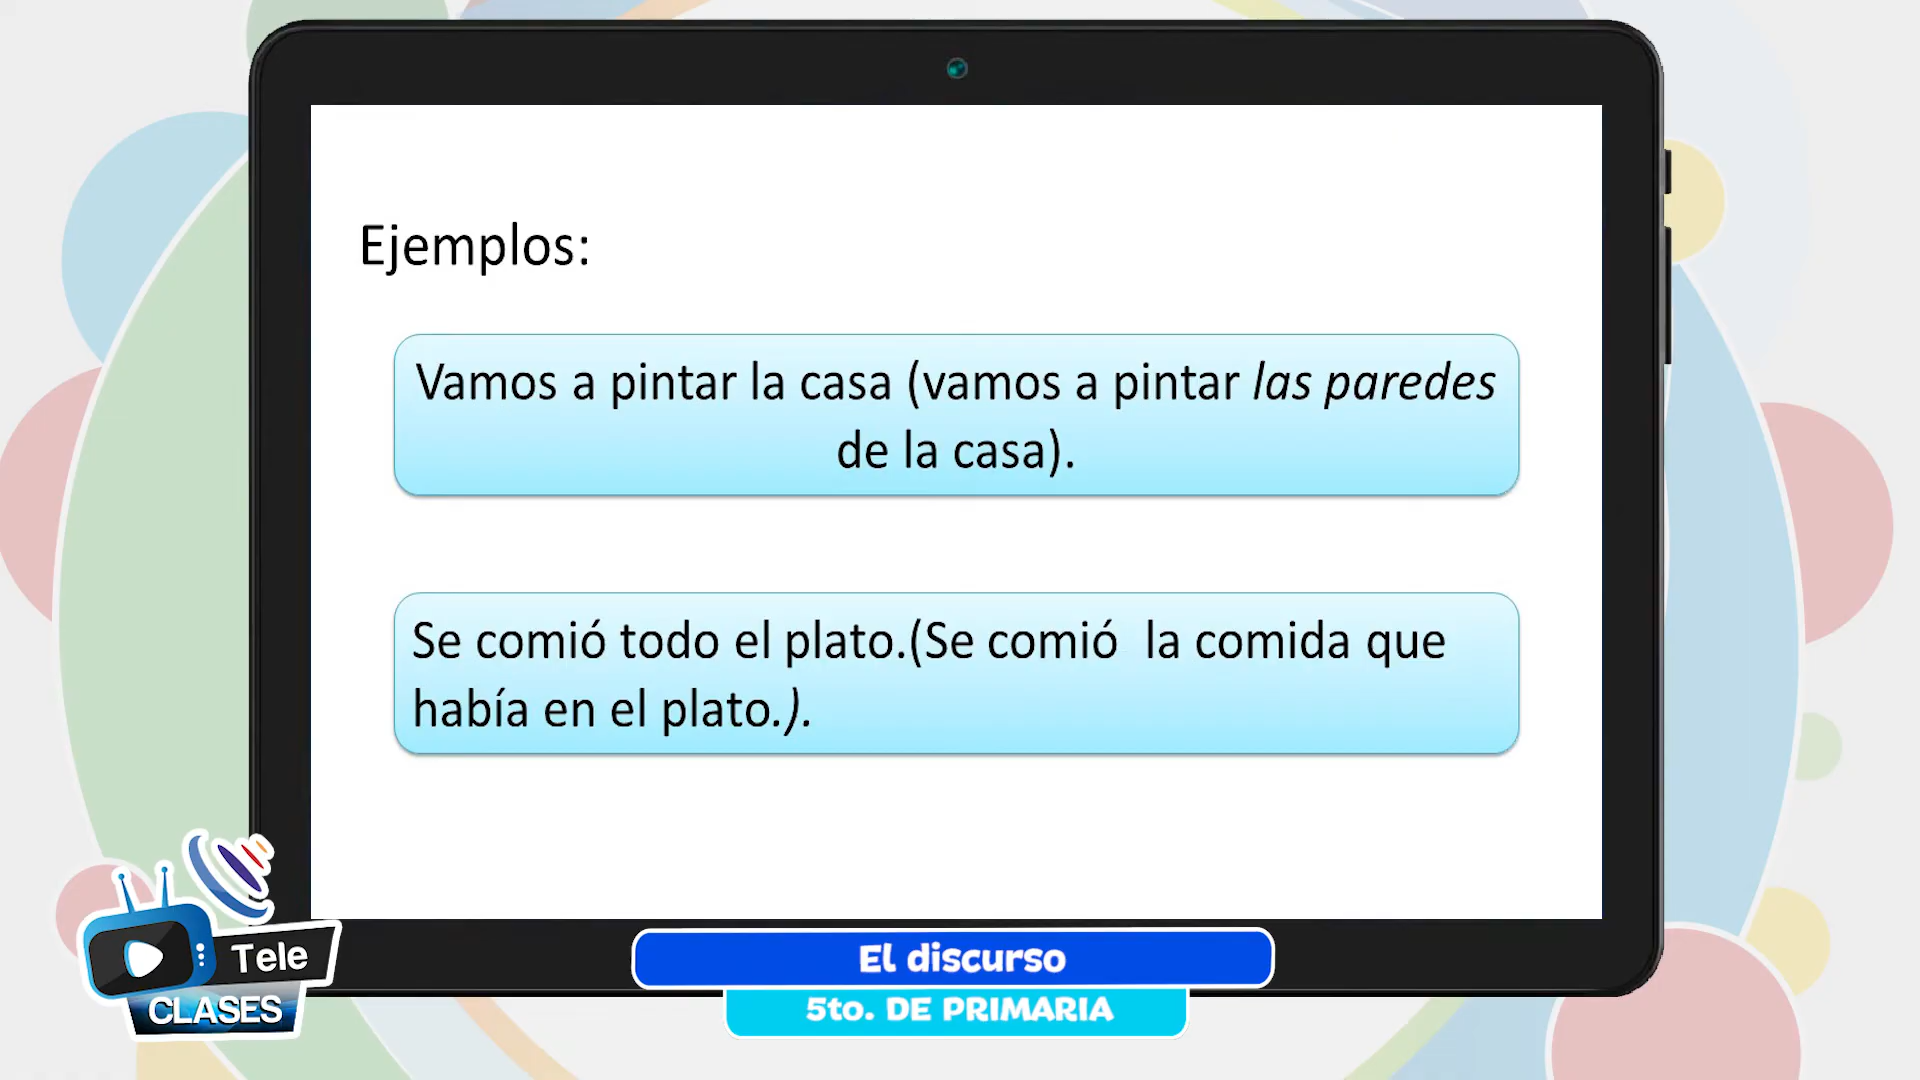 Ejemplos:
Vamos a pintar la casa (vamos a pintar las paredes
de la casa).
Se comió todo el plato.(Se comió  la comida que
había en el plato.).
Tele
CLASES
El discurso
5to. DE PRIMARIA